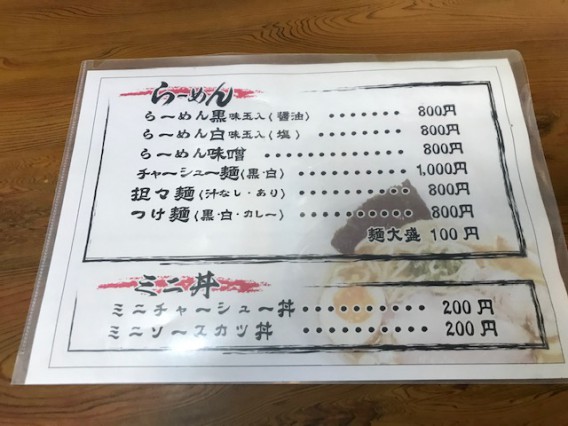 らーめん
らーめん黒味玉入(醤油) ・・・・・・・・ 800円
らーめん白味玉入(塩) ・・・・・・・・・ 800円
らーめん味噌 ・・・・・・・・・・・・ 800円
チャーシュー麺(黒・白) ・・・・・・・・・・ 1,000円
担々麺(汁なし・あり) ・・・・・・・・・・ 800円
つけ麺(黒・白・カレー) ・・・・・・・・・・ 800円
麺大盛 100円
ミニ丼
ミニチャーシュー丼・・・・・・・・・・ 200円
ミニソースカツ丼 ・・・・・・・・・・ 200円